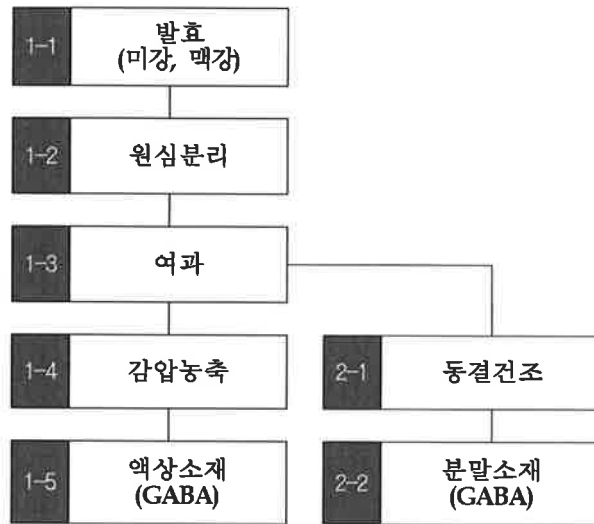 1-1
발효
(미강, 맥강)
1-2
원심분리
1-3
여과
1-4
감압농축
2-1
동결건조
1-5
액상소재
(GABA)
2-2
분말소재
(GABA)